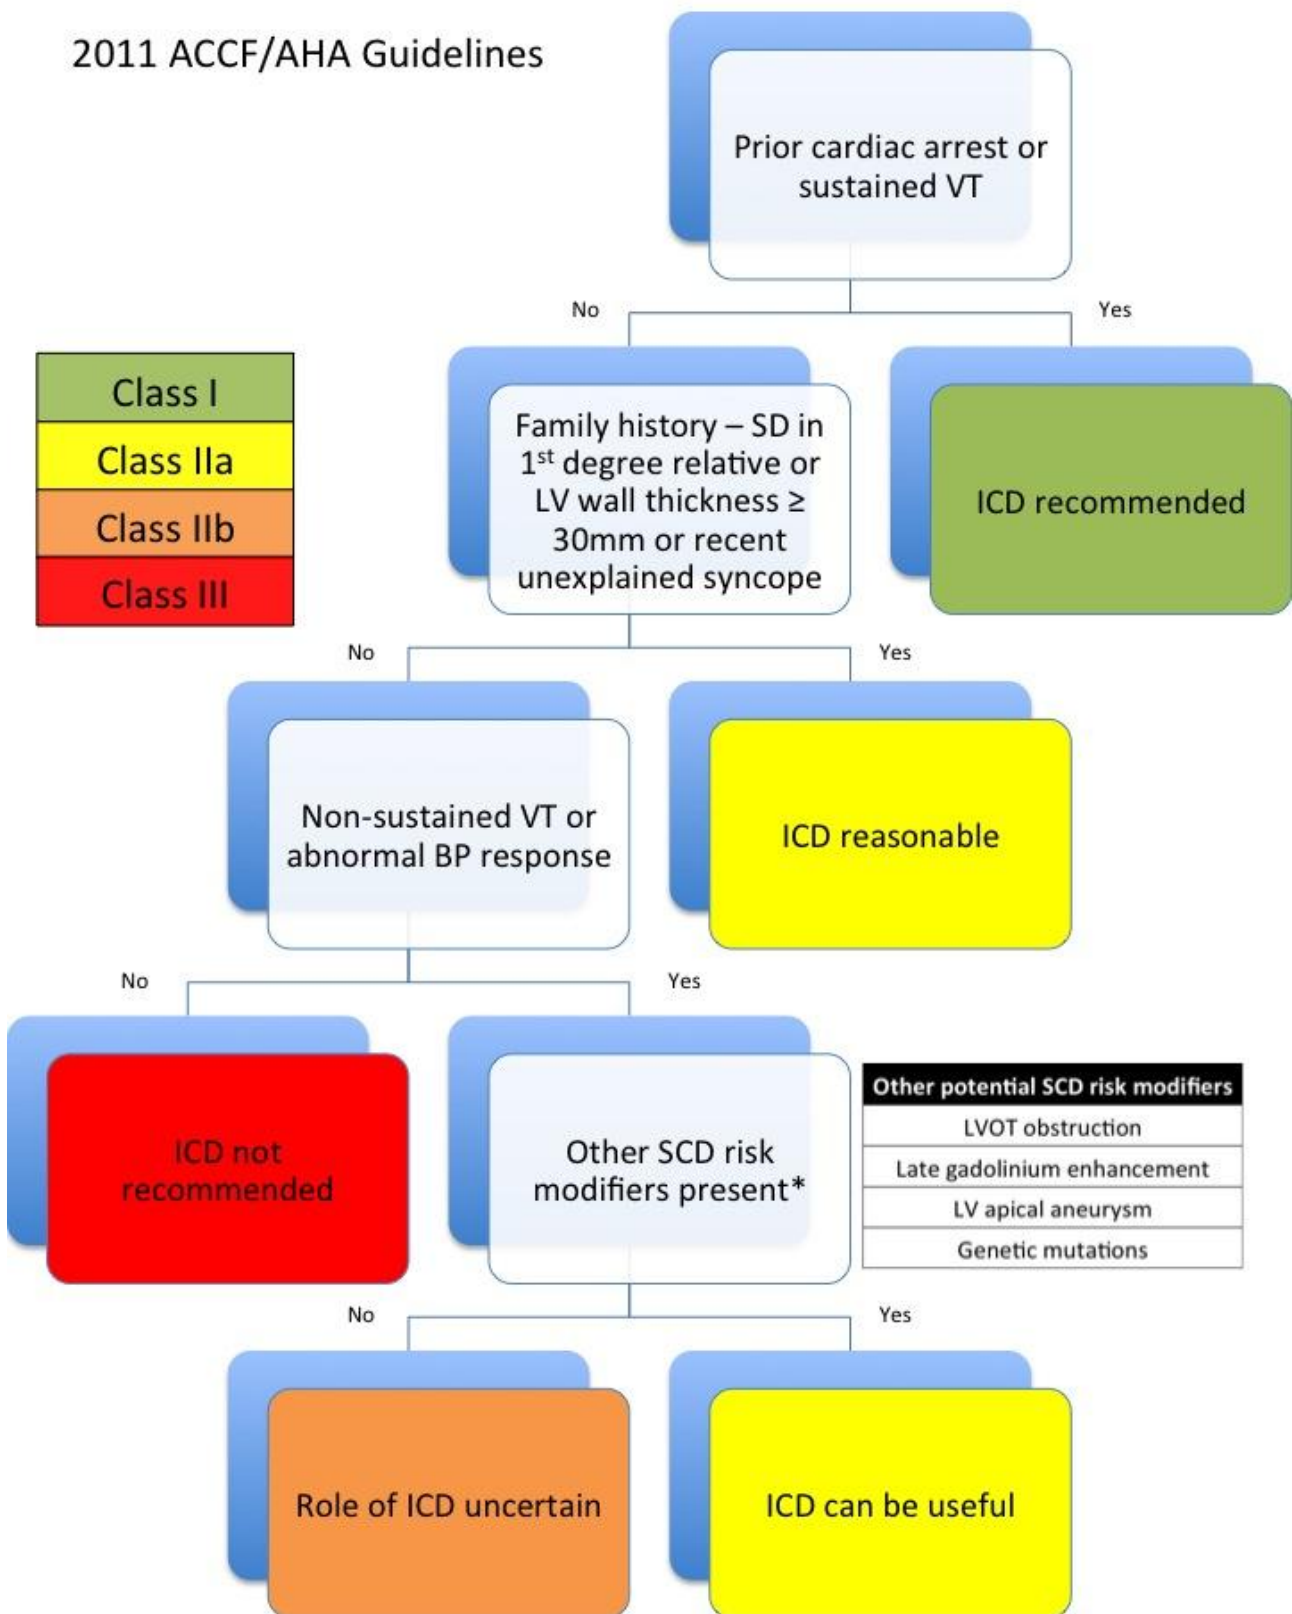 2011 ACCF/AHA Guidelines
Prior cardiac arrest or
sustained VT
No
Yes
Class I
Class IIa
Class IIb
Class III
Family history – SD in
1st degree relative or
LV wall thickness ≥
30mm or recent
unexplained syncope
ICD recommended
No
Yes
Non-sustained VT or
abnormal BP response
ICD reasonable
No
Yes
ICD not
recommended
Other SCD risk
modifiers present*
Other potential SCD risk modifiers
LVOT obstruction
Late gadolinium enhancement
LV apical aneurysm
Genetic mutations
No
Yes
Role of ICD uncertain
ICD can be useful